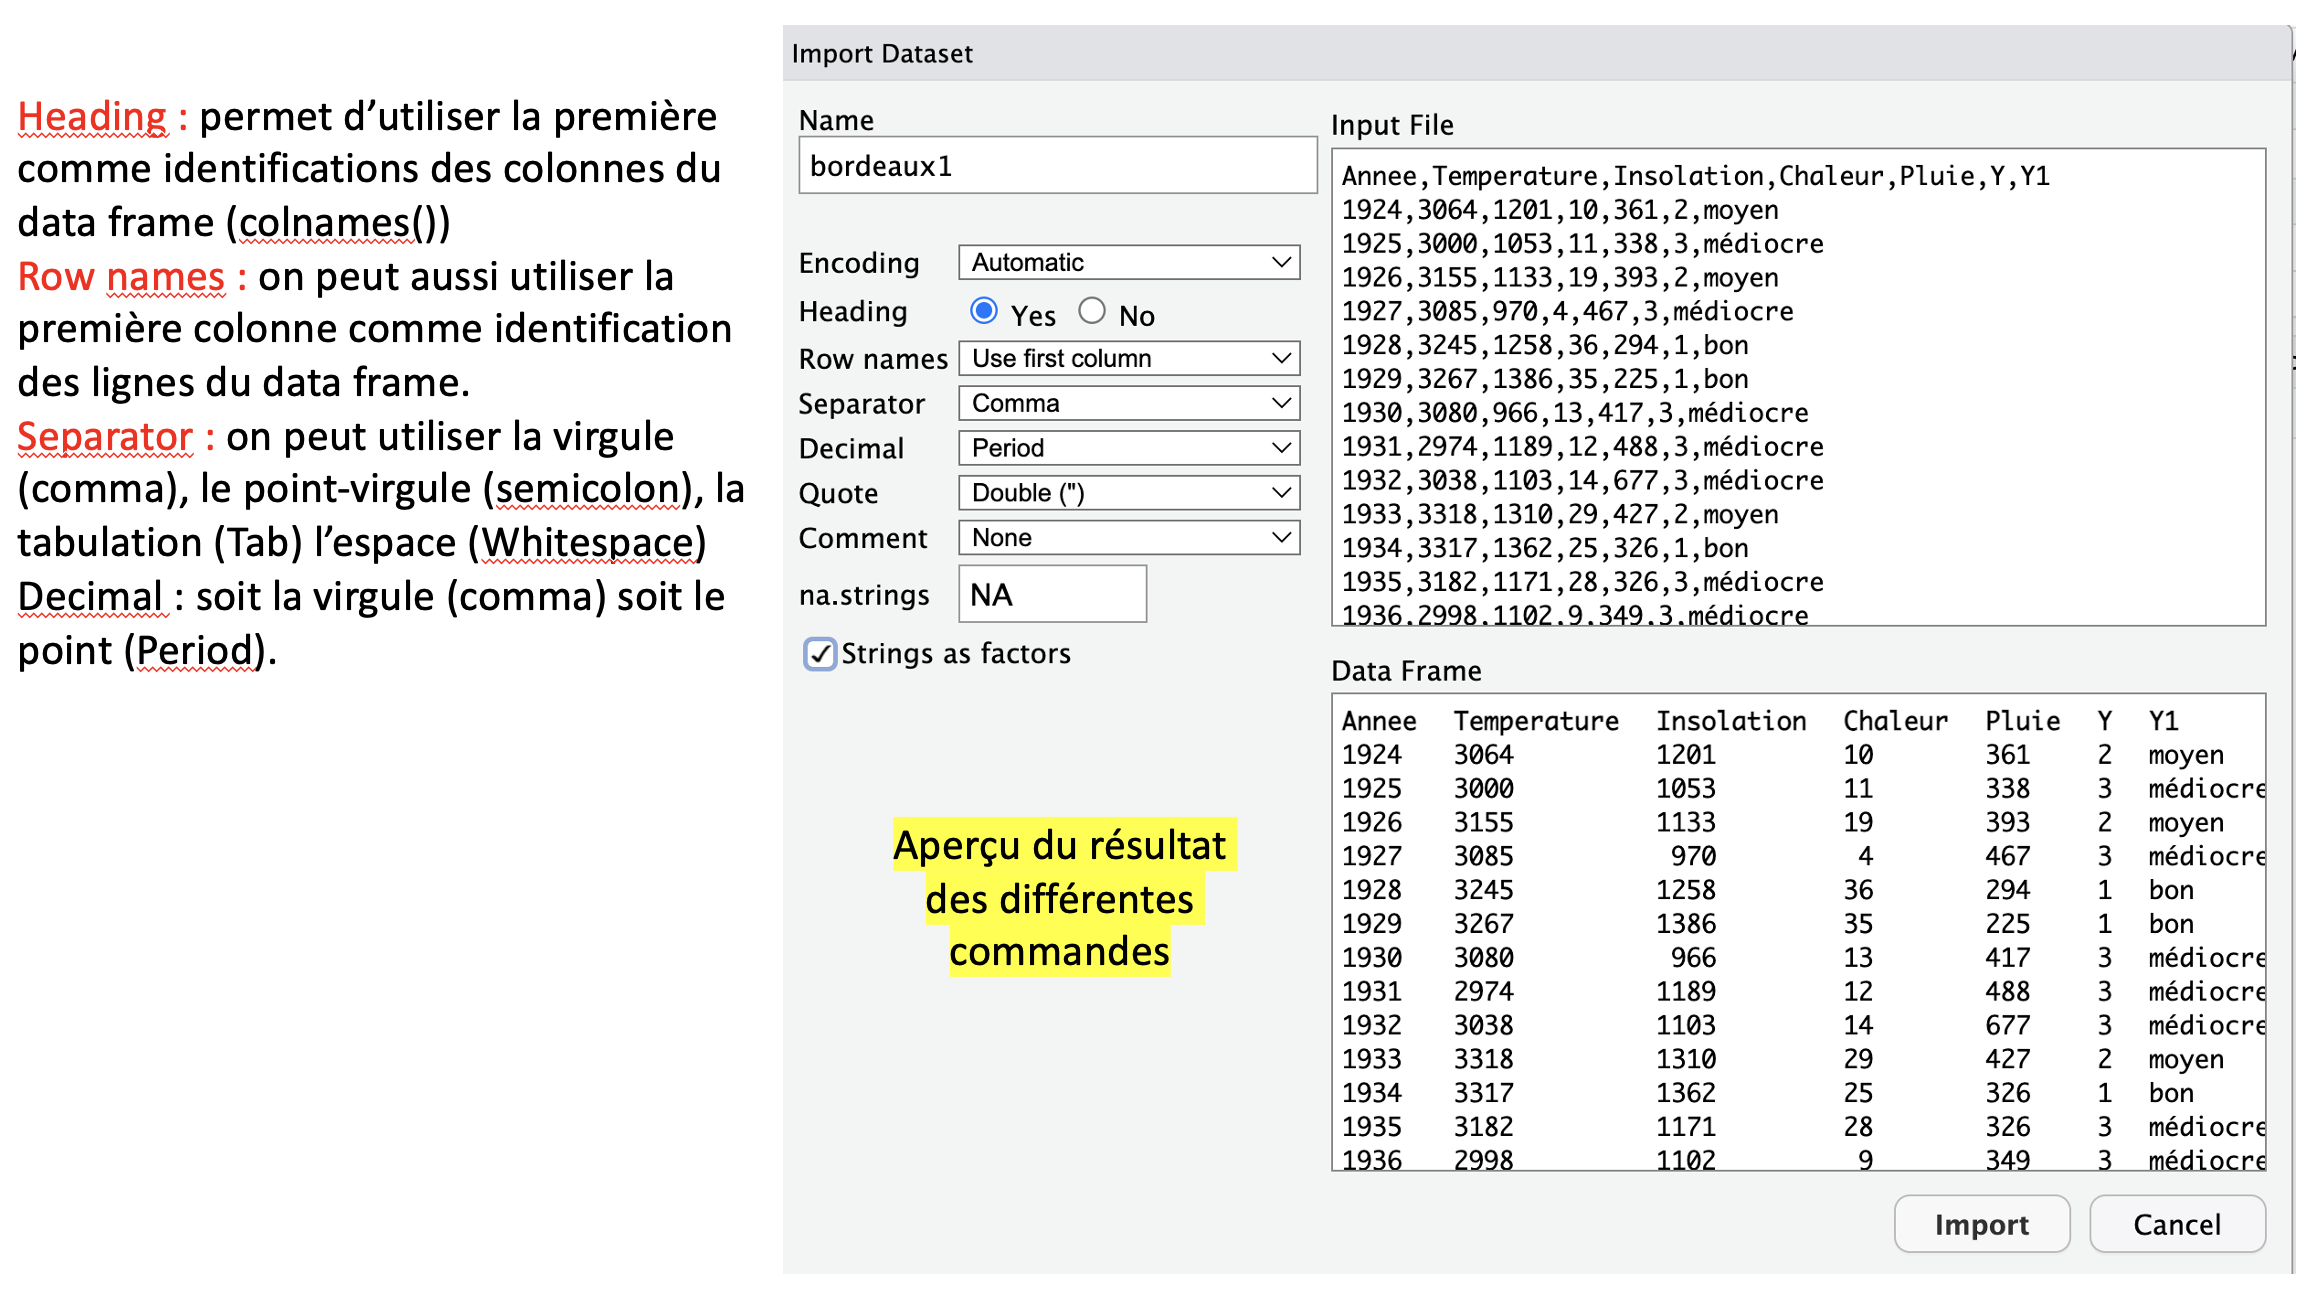 Heading : permet d’utiliser la première
comme identifications des colonnes du
data frame (colnames())
Row names : on peut aussi utiliser la
première colonne comme identification
des lignes du data frame.
Separator : on peut utiliser la virgule
(comma), le point-virgule (semicolon), la
tabulation (Tab) l’espace (Whitespace)
Decimal : soit la virgule (comma) soit le
point (Period).
Import Dataset
Name
bordeaux1
Encoding Automatic
Heading Yes No
Row names Use first column
Separator Comma
Decimal Period
Quote Double (")
Comment None
na.strings NA
Strings as factors
Aperçu du résultat
des différentes
commandes
Input File
Annee,Temperature,Insolation,Chaleur,Pluie,Y,Y1
1924,3064,1201,10,361,2,moyen
1925,3000,1053,11,338,3,médiocre
1926,3155,1133,19,393,2,moyen
1927,3085,970,4,467,3,médiocre
1928,3245,1258,36,294,1,bon
1929,3267,1386,35,225,1,bon
1930,3080,966,13,417,3,médiocre
1931,2974,1189,12,488,3,médiocre
1932,3038,1103,14,677,3,médiocre
1933,3318,1310,29,427,2,moyen
1934,3317,1362,25,326,1,bon
1935,3182,1171,28,326,3,médiocre
1936,2998,1102,9,349,3,médiocre
Data Frame
Annee Temperature Insolation Chaleur Pluie Y Y1
1924 3064 1201 10 361 2 moyen
1925 3000 1053 11 338 3 médiocre
1926 3155 1133 19 393 2 moyen
1927 3085 970 4 467 3 médiocre
1928 3245 1258 36 294 1 bon
1929 3267 1386 35 225 1 bon
1930 3080 966 13 417 3 médiocre
1931 2974 1189 12 488 3 médiocre
1932 3038 1103 14 677 3 médiocre
1933 3318 1310 29 427 2 moyen
1934 3317 1362 25 326 1 bon
1935 3182 1171 28 326 3 médiocre
1936 2998 1102 9 349 3 médiocre
Import Cancel